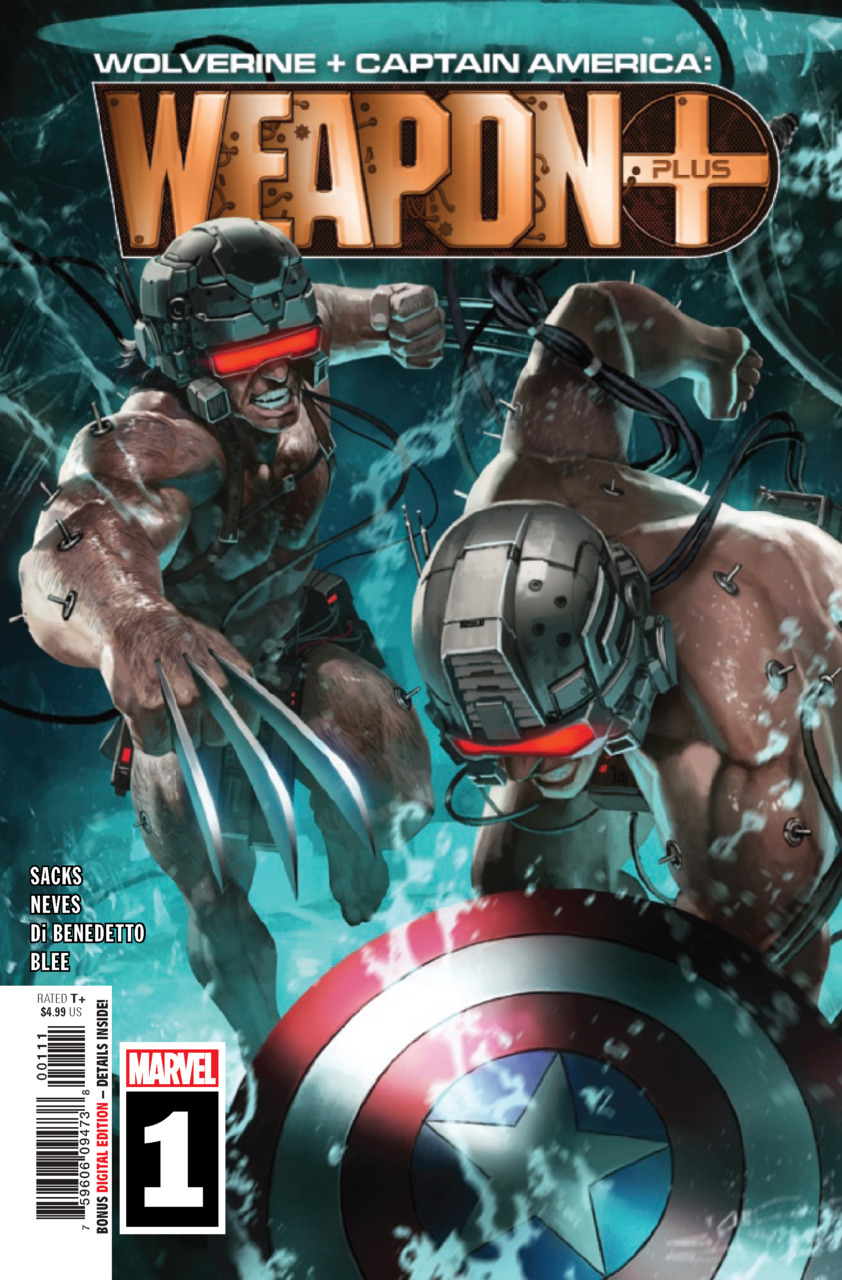 WOLVERINE + CAPTAIN AMERICA:
WEAPON
PLUS
SACKS
NEVES
Di BENEDETTO
BLEE
RATED T+
$4.99 US
00111
7 59606 09473 8
BONUS DIGITAL EDITION – DETAILS INSIDE!
MARVEL
1